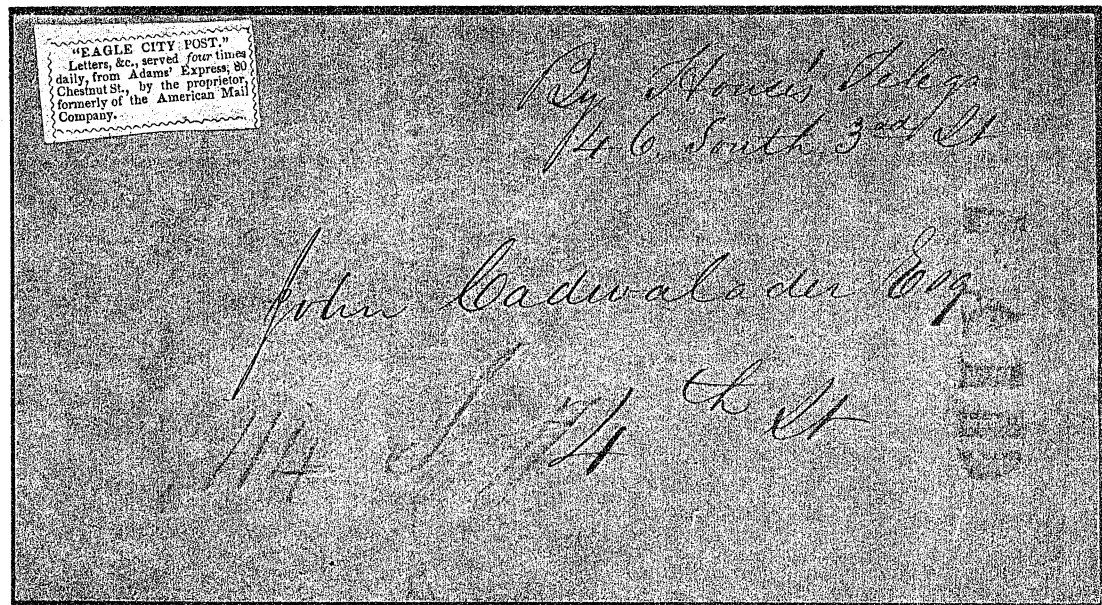 "EAGLE CITY POST."
Letters, &c., served four times
daily, from Adams' Express, 80
Chestnut St., by the proprietor,
formerly of the American Mail
Company.
By House's
46 South 3rd St
John Cadwalader Esq
S 4th St